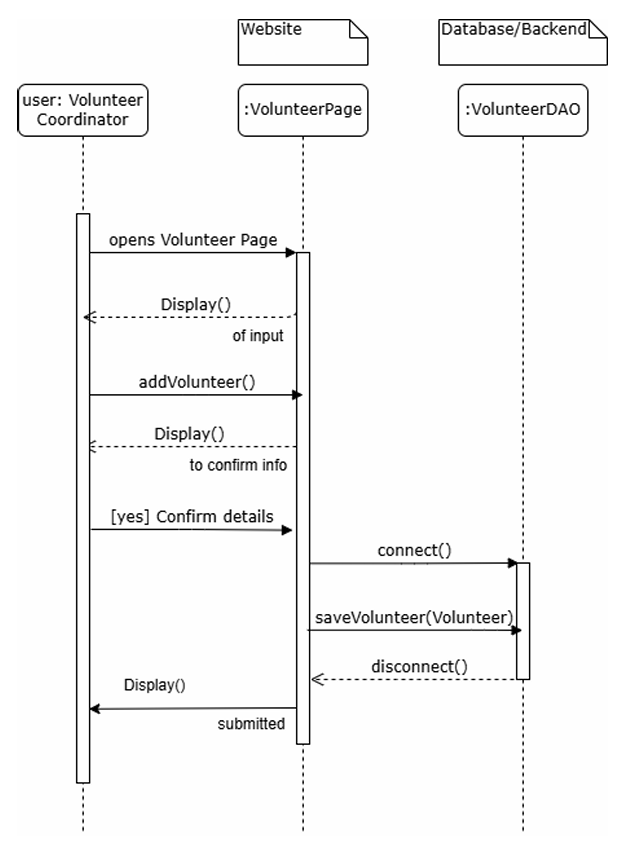 Website
Database/Backend
user: Volunteer
Coordinator
:VolunteerPage
:VolunteerDAO
opens Volunteer Page
Display()
of input
addVolunteer()
Display()
to confirm info
[yes] Confirm details
connect()
saveVolunteer(Volunteer)
disconnect()
Display()
submitted